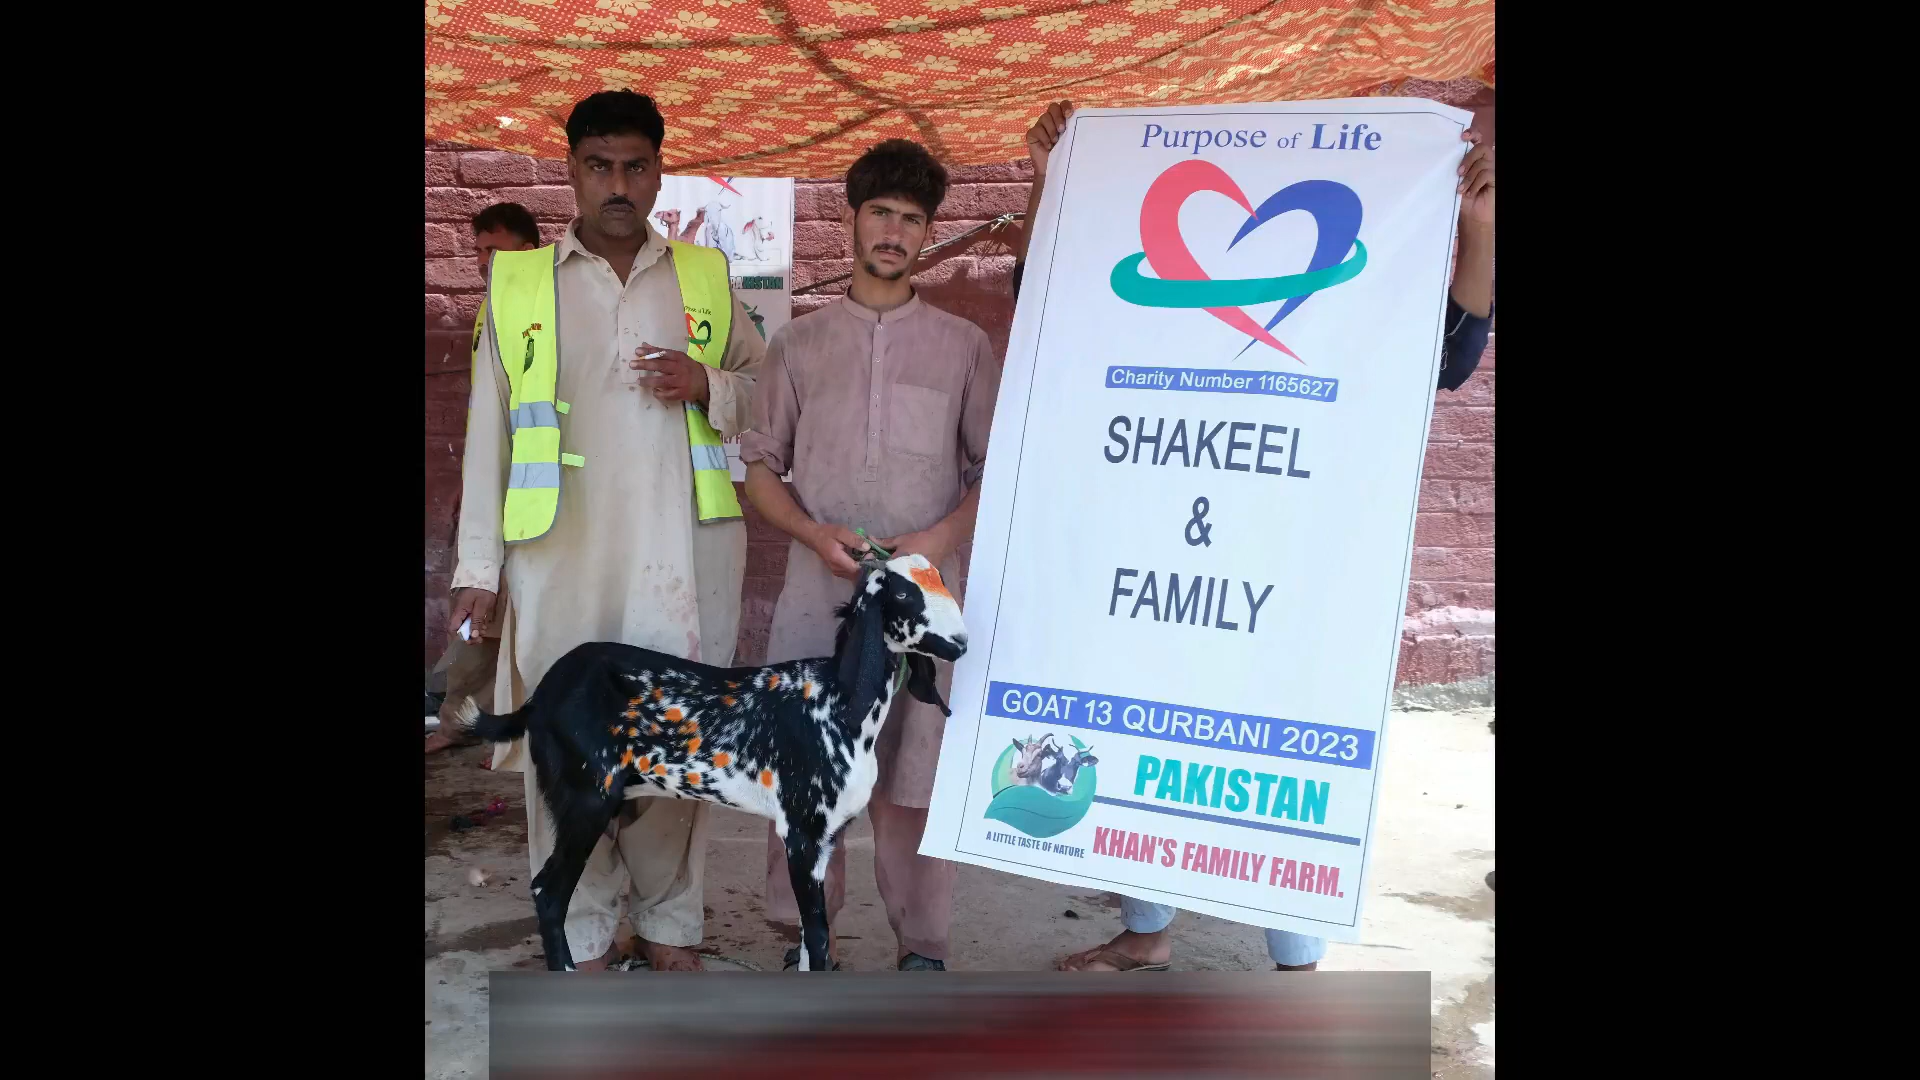 Purpose of Life
Charity Number 1165627
SHAKEEL
&
FAMILY
GOAT 13 QURBANI 2023
PAKISTAN
A LITTLE TASTE OF NATURE
KHAN'S FAMILY FARM.
PAKISTAN